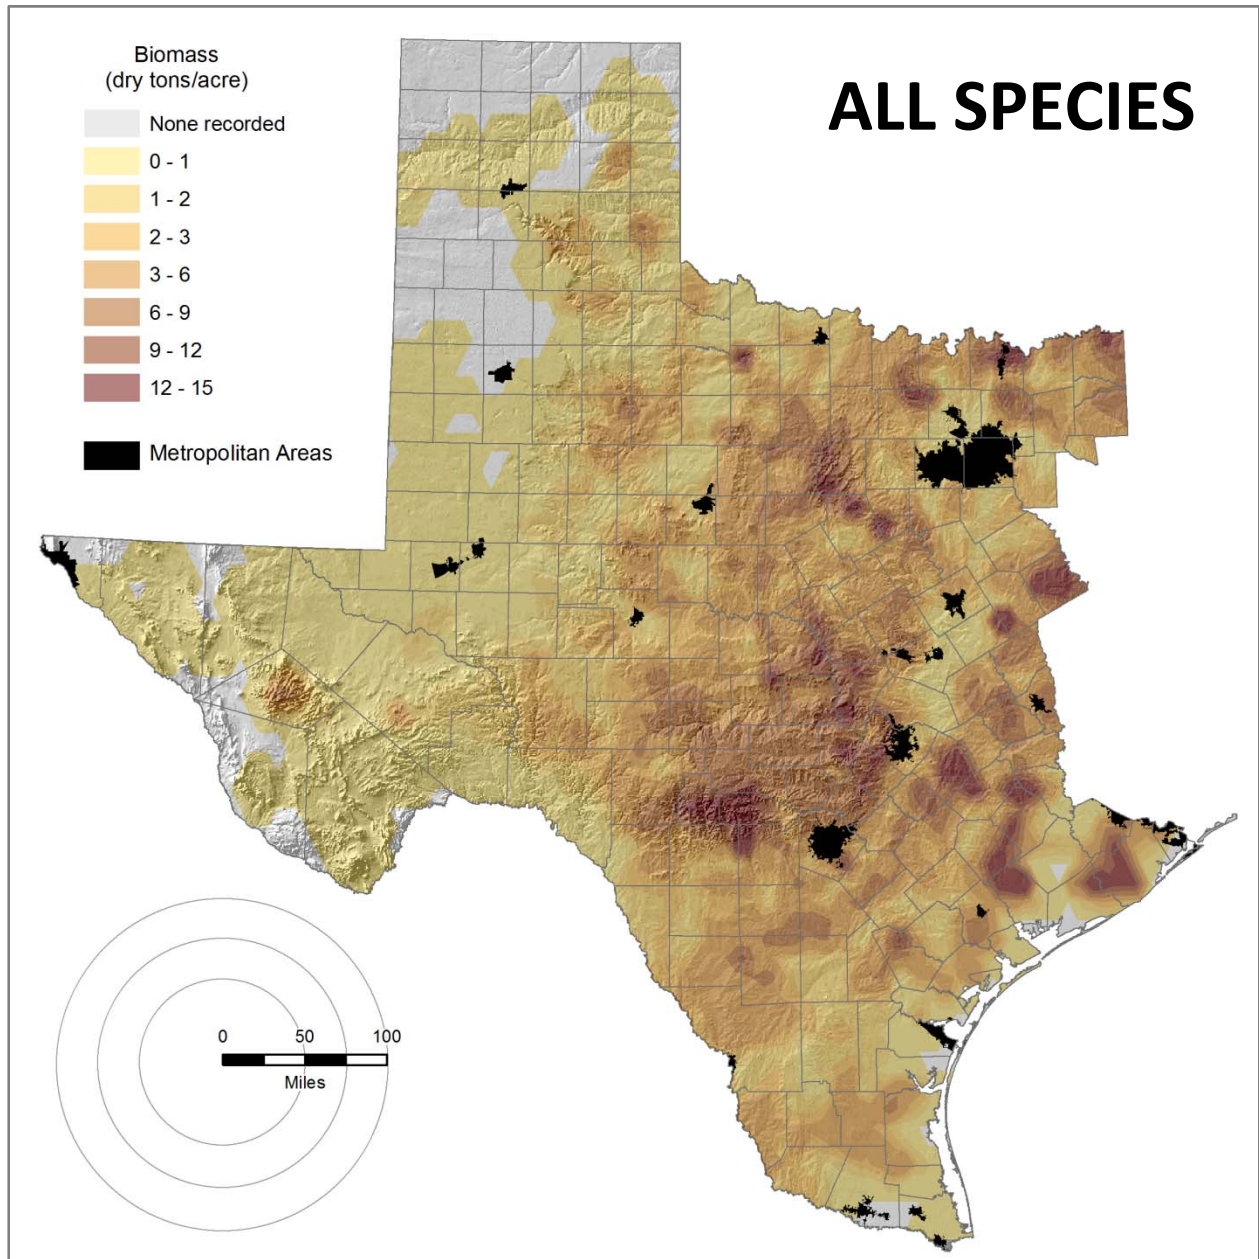 Biomass
(dry tons/acre)
None recorded
0 - 1
1 - 2
2 - 3
3 - 6
6 - 9
9 - 12
12 - 15
Metropolitan Areas
ALL SPECIES
0 50 100
Miles